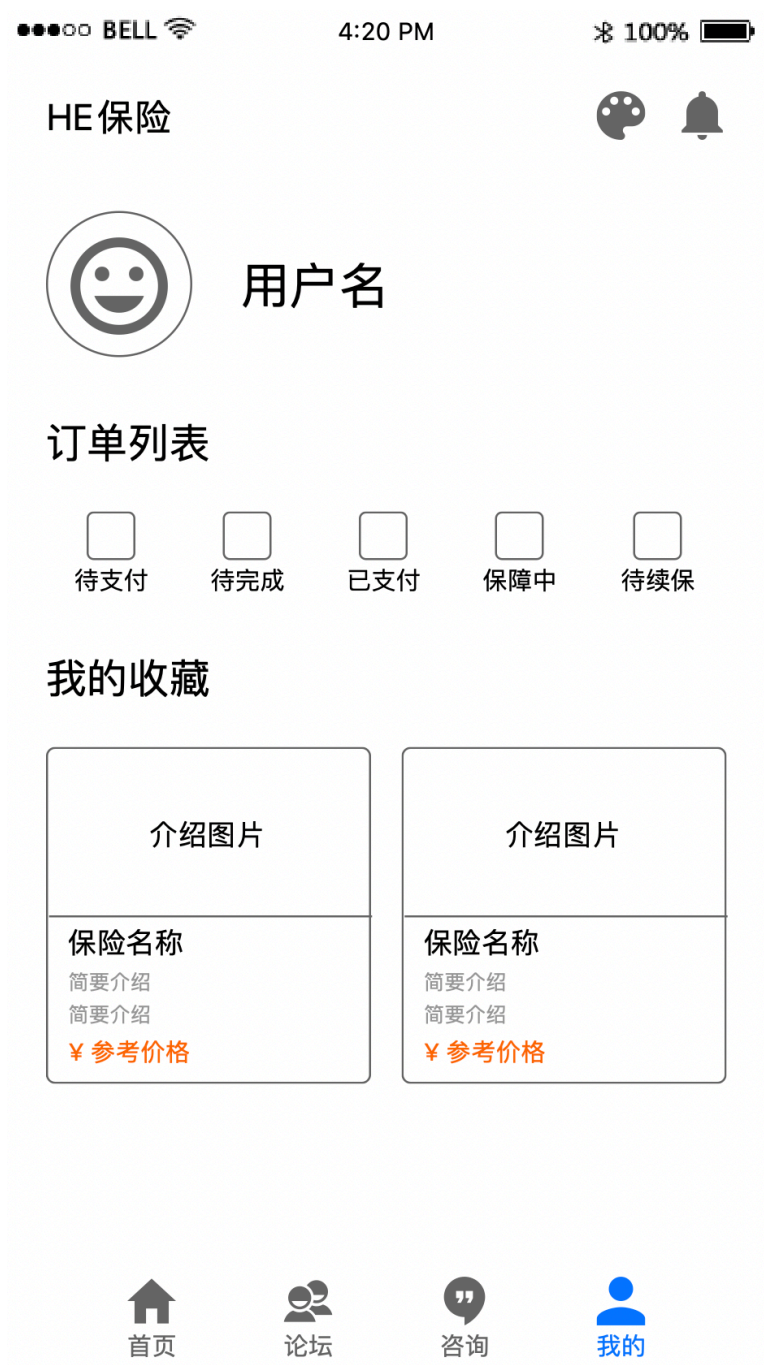 BELL 4:20 PM 100%
HE保险
用户名
订单列表
待支付 待完成 已支付 保障中 待续保
我的收藏
介绍图片 介绍图片
保险名称 保险名称
简要介绍 简要介绍
简要介绍 简要介绍
¥ 参考价格 ¥ 参考价格
首页 论坛 咨询 我的